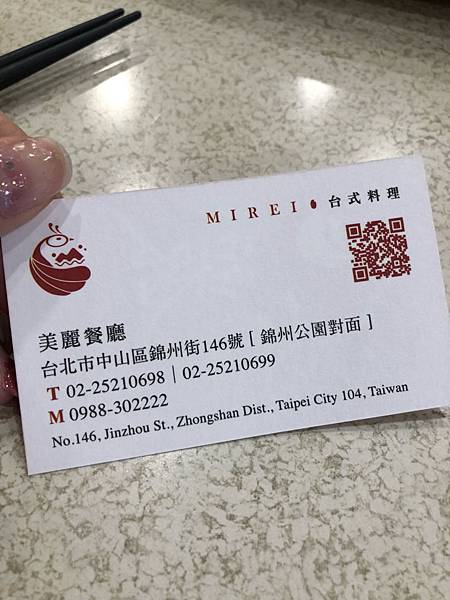 MIREI 台式料理
美麗餐廳
台北市中山區錦州街146號 [ 錦州公園對面 ]
T 02-25210698 | 02-25210699
M 0988-302222
No.146, Jinzhou St., Zhongshan Dist., Taipei City 104, Taiwan